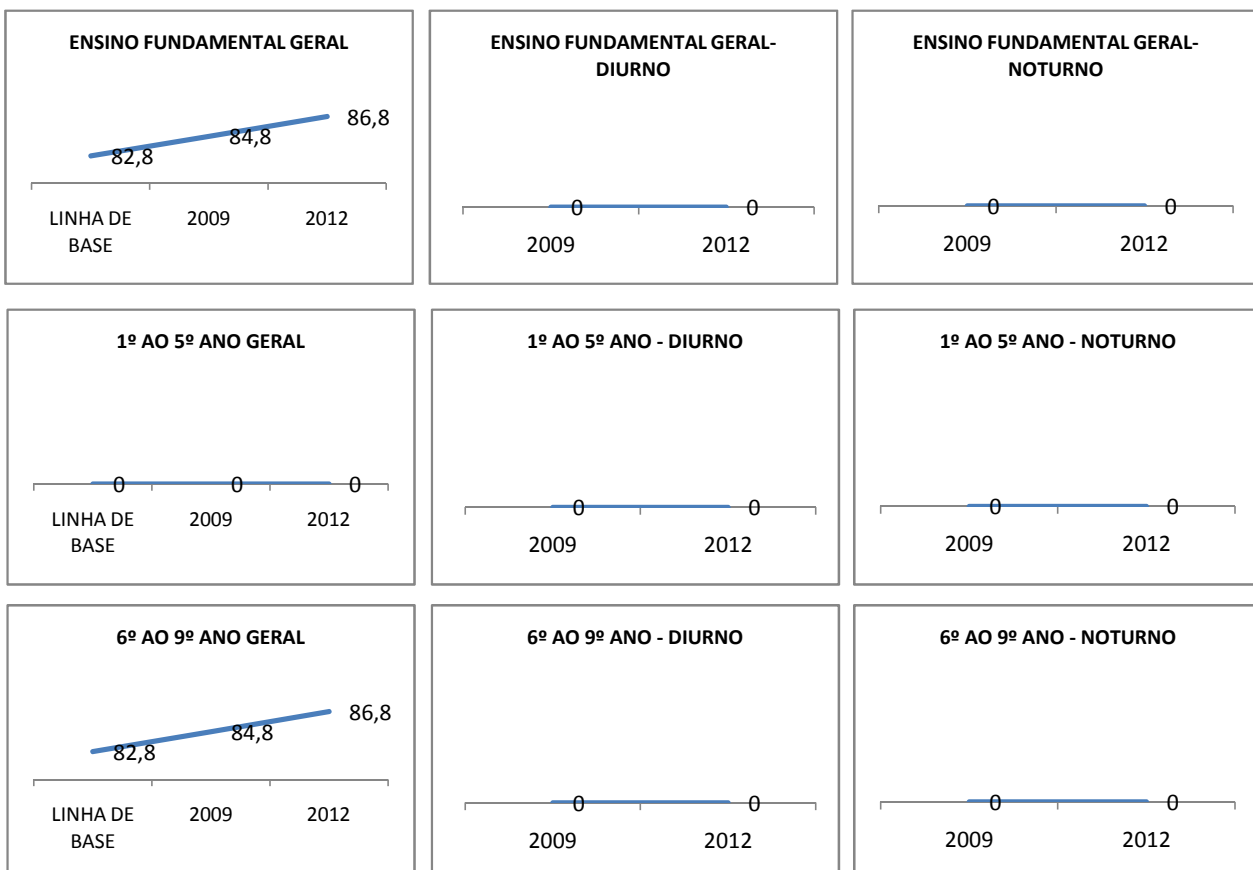 ENSINO FUNDAMENTAL GERAL
82,8
84,8
86,8
LINHA DE BASE
2009
2012
ENSINO FUNDAMENTAL GERAL-
DIURNO
0
0
2009
2012
ENSINO FUNDAMENTAL GERAL-
NOTURNO
0
0
2009
2012
1º AO 5º ANO GERAL
0
0
0
LINHA DE
BASE
2009
2012
1º AO 5º ANO - DIURNO
0
0
2009
2012
1º AO 5º ANO - NOTURNO
0
0
2009
2012
6º AO 9º ANO GERAL
82,8
84,8
86,8
LINHA DE
BASE
2009
2012
6º AO 9º ANO - DIURNO
0
0
2009
2012
6º AO 9º ANO - NOTURNO
0
0
2009
2012